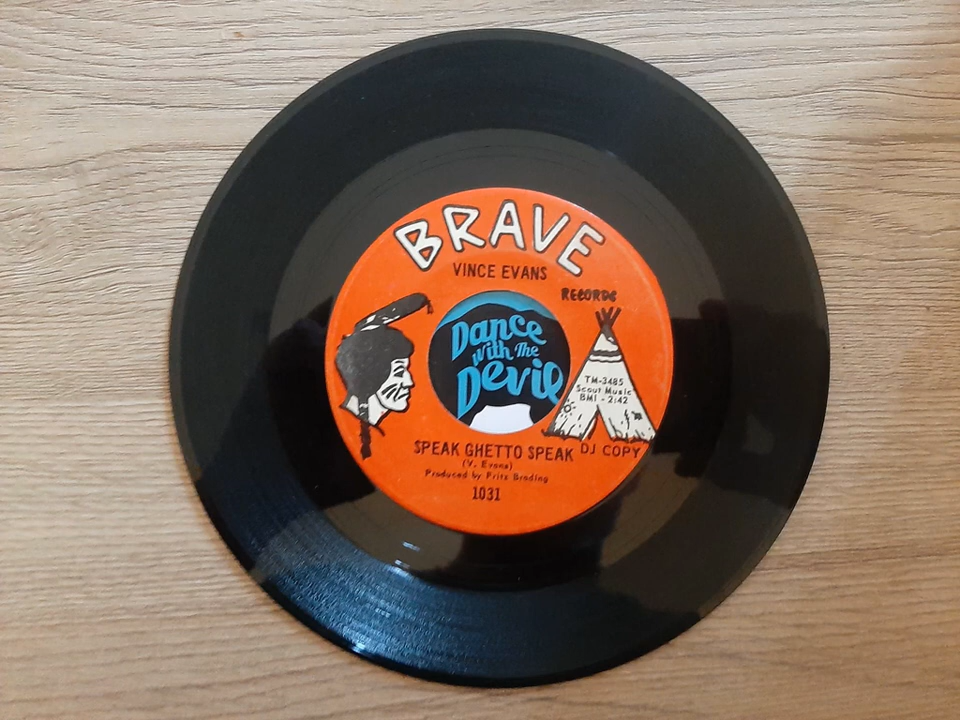 BRAVE
VINCE EVANS
RECORDS
Dance
with The
Devil
TM-3485
Scout Music
BMI - 2:42
SPEAK GHETTO SPEAK
DJ COPY
(V. Evans)
Produced by Fritz Broding
1031